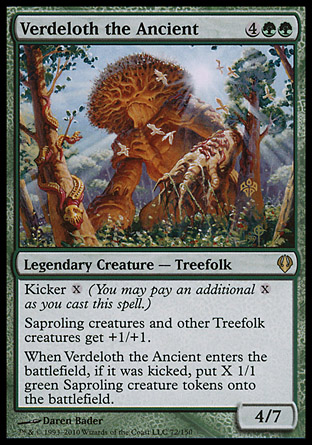 Verdeloth the Ancient 4
Legendary Creature — Treefolk
Kicker X (You may pay an additional X
as you cast this spell.)
Saproling creatures and other Treefolk
creatures get +1/+1.
When Verdeloth the Ancient enters the
battlefield, if it was kicked, put X 1/1
green Saproling creature tokens onto
the battlefield.
Daren Bader
™ & © 1993–2010 Wizards of the Coast LLC 72/150
4/7